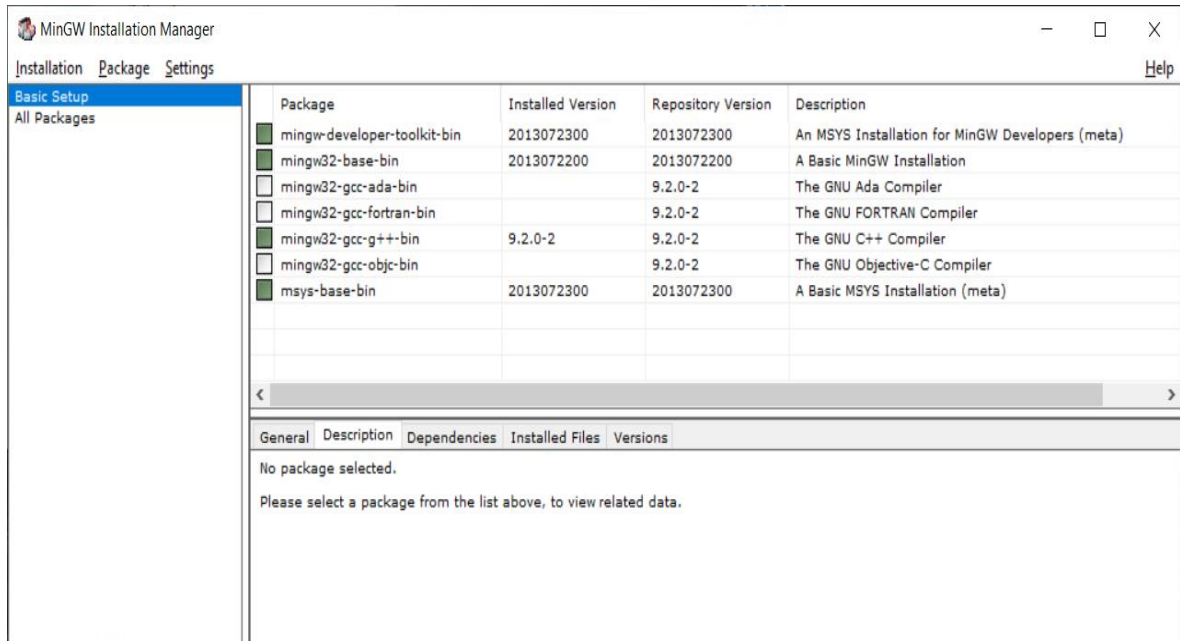 MinGW Installation Manager
Installation Package Settings Help
Basic Setup
All Packages
Package Installed Version Repository Version Description
mingw-developer-toolkit-bin 2013072300 2013072300 An MSYS Installation for MinGW Developers (meta)
mingw32-base-bin 2013072200 2013072200 A Basic MinGW Installation
mingw32-gcc-ada-bin 9.2.0-2 The GNU Ada Compiler
mingw32-gcc-fortran-bin 9.2.0-2 The GNU FORTRAN Compiler
mingw32-gcc-g++-bin 9.2.0-2 9.2.0-2 The GNU C++ Compiler
mingw32-gcc-objc-bin 9.2.0-2 The GNU Objective-C Compiler
msys-base-bin 2013072300 2013072300 A Basic MSYS Installation (meta)
General Description Dependencies Installed Files Versions
No package selected.
Please select a package from the list above, to view related data.